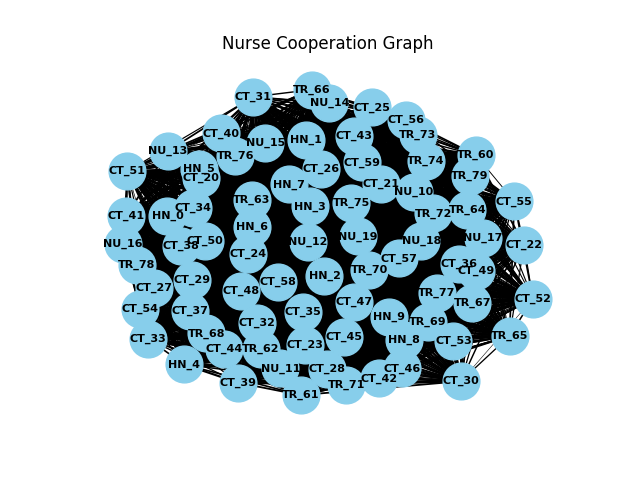 Nurse Cooperation Graph
TR_66
CT_31
NU_14
CT_25
CT_56
CT_40
TR_73
CT_43
HN_1
NU_15
NU_13
TR_76
TR_60
TR_74
CT_59
HN_5
CT_26
CT_51
TR_79
CT_20
CT_21
HN_7
NU_10
TR_63
CT_55
TR_75
HN_3
CT_34
TR_64
TR_72
CT_41
HN_0
HN_6
NU_19
NU_17
CT_50
NU_18
NU_12
NU_16
CT_22
CT_38
CT_24
CT_57
CT_36
TR_78
TR_70
CT_49
HN_2
CT_29
CT_58
CT_27
CT_48
TR_77
CT_52
CT_47
TR_67
CT_54
CT_37
CT_35
HN_9
TR_69
CT_32
TR_68
TR_65
CT_45
CT_33
HN_8
CT_53
CT_23
CT_44
TR_62
HN_4
NU_11
CT_28
CT_46
CT_42
CT_30
CT_39
TR_71
TR_61